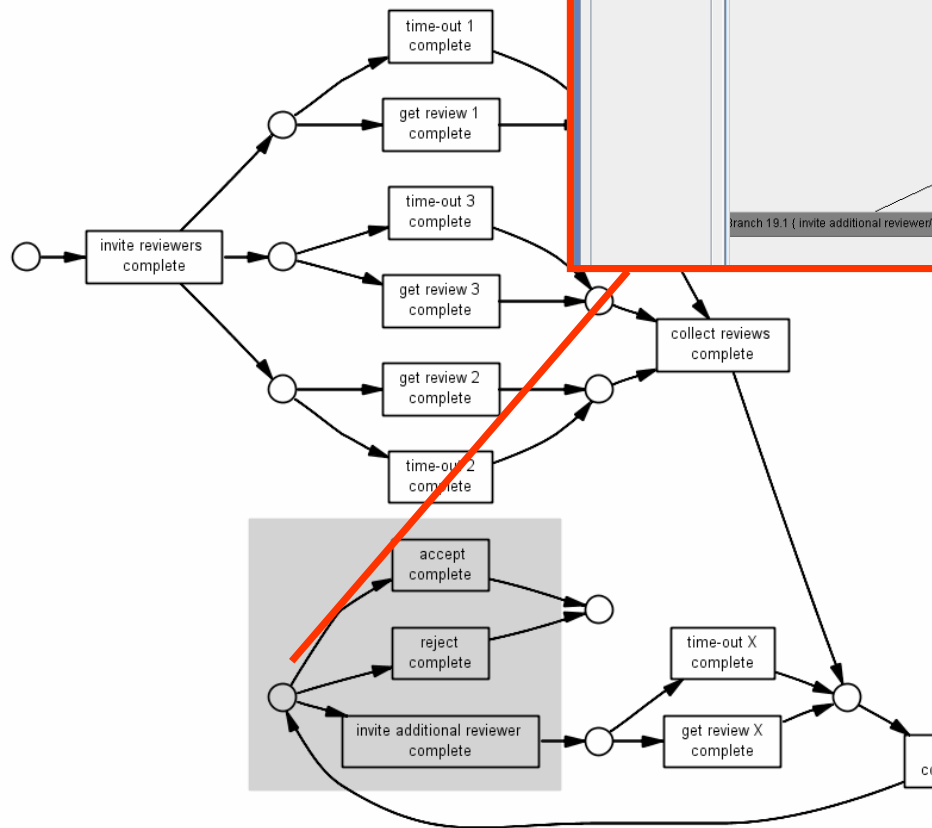 time-out 1
complete
get review 1
complete
time-out 3
complete
Branch 19.1 { invite additional reviewer/
invite reviewers
complete
get review 3
complete
collect reviews
complete
get review 2
complete
time-out 2
complete
accept
complete
reject
complete
time-out X
complete
invite additional reviewer
complete
get review X
complete
co